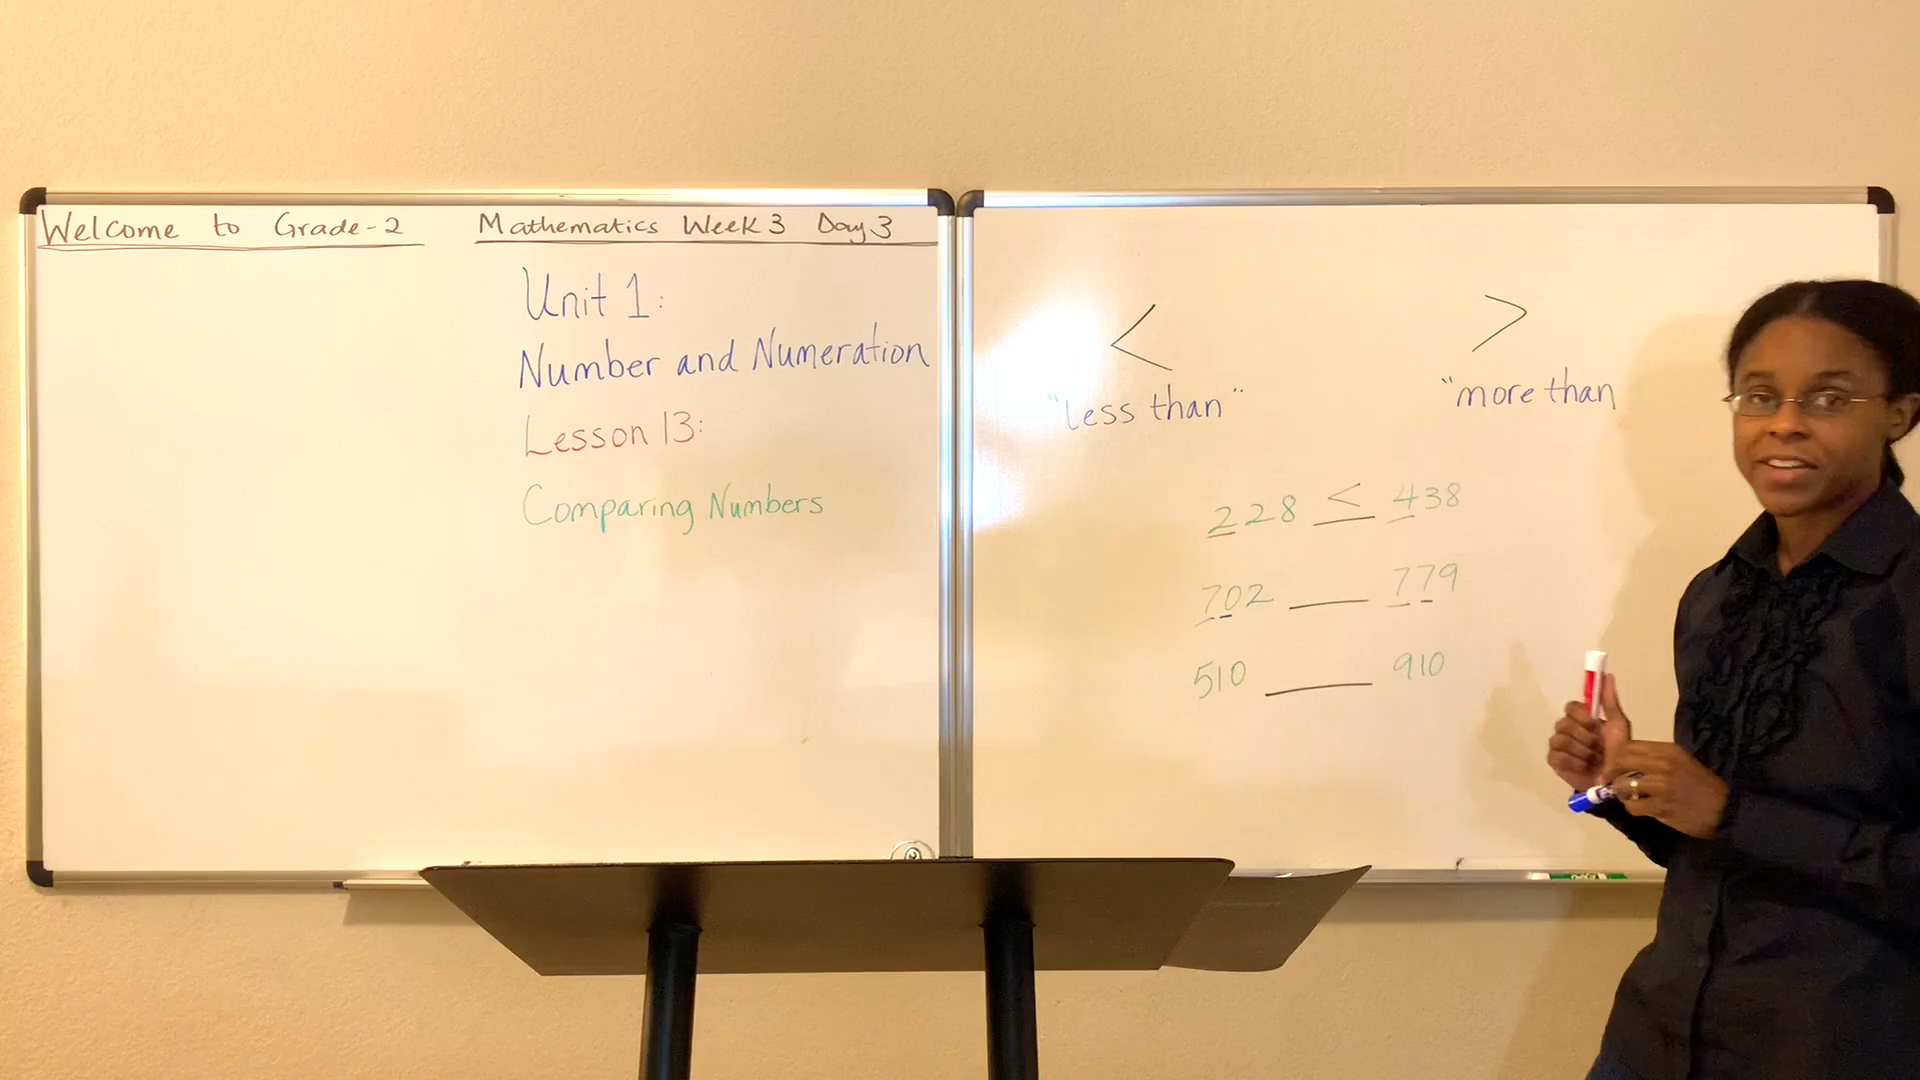 Welcome to Grade-2 Mathematics Week 3 Day 3
Unit 1:
Number and Numeration
Lesson 13:
Comparing Numbers
< >
"less than" "more than
228 < 438
702 ___ 779
510 ___ 910